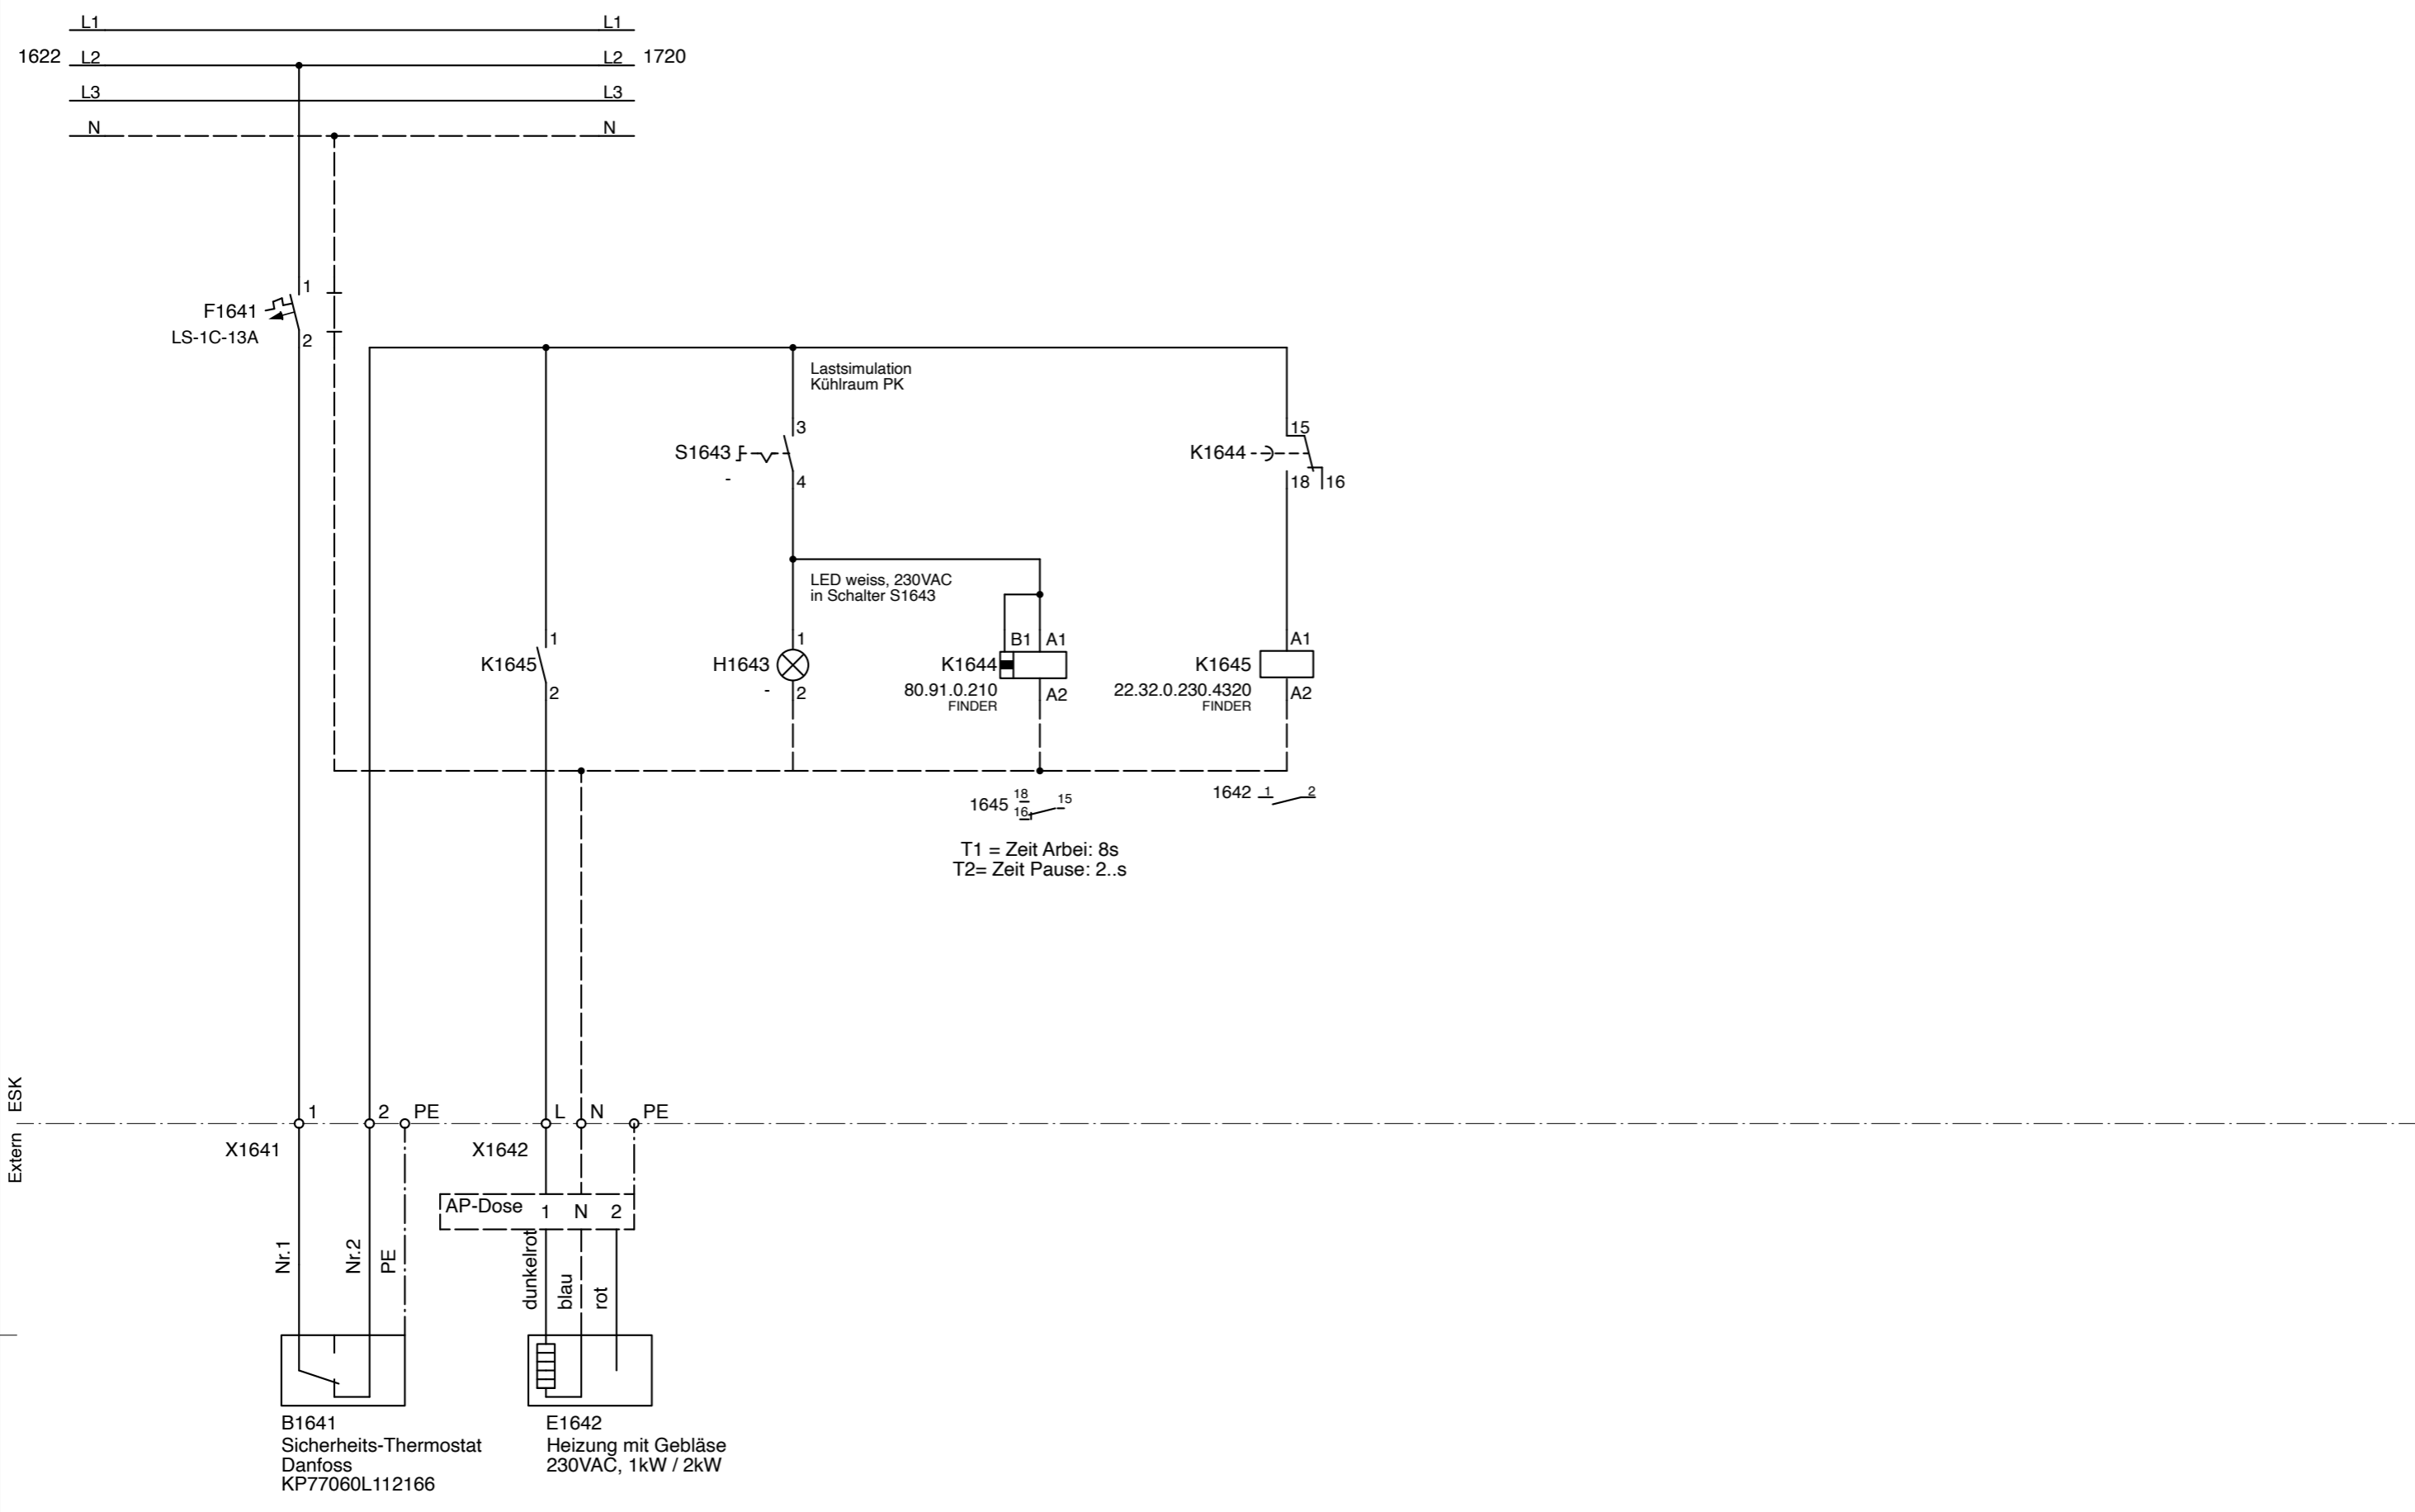 L1 L1
1622 L2 L2 1720
L3 L3
N N
1
F1641
LS-1C-13A
2
Lastsimulation
Kühlraum PK
3
S1643
-
4
15
K1644
18 16
LED weiss, 230VAC
in Schalter S1643
1
K1645
2
1
H1643
-
2
B1 A1
K1644
80.91.0.210
FINDER
A2
A1
K1645
22.32.0.230.4320
FINDER
A2
1645 18 15
16
1642 1 2
T1 = Zeit Arbei: 8s
T2= Zeit Pause: 2..s
ESK
Extern
1 2 PE L N PE
X1641 X1642
AP-Dose 1 N 2
Nr.1
Nr.2
PE
dunkelrot
blau
rot
B1641
Sicherheits-Thermostat
Danfoss
KP77060L112166
E1642
Heizung mit Gebläse
230VAC, 1kW / 2kW